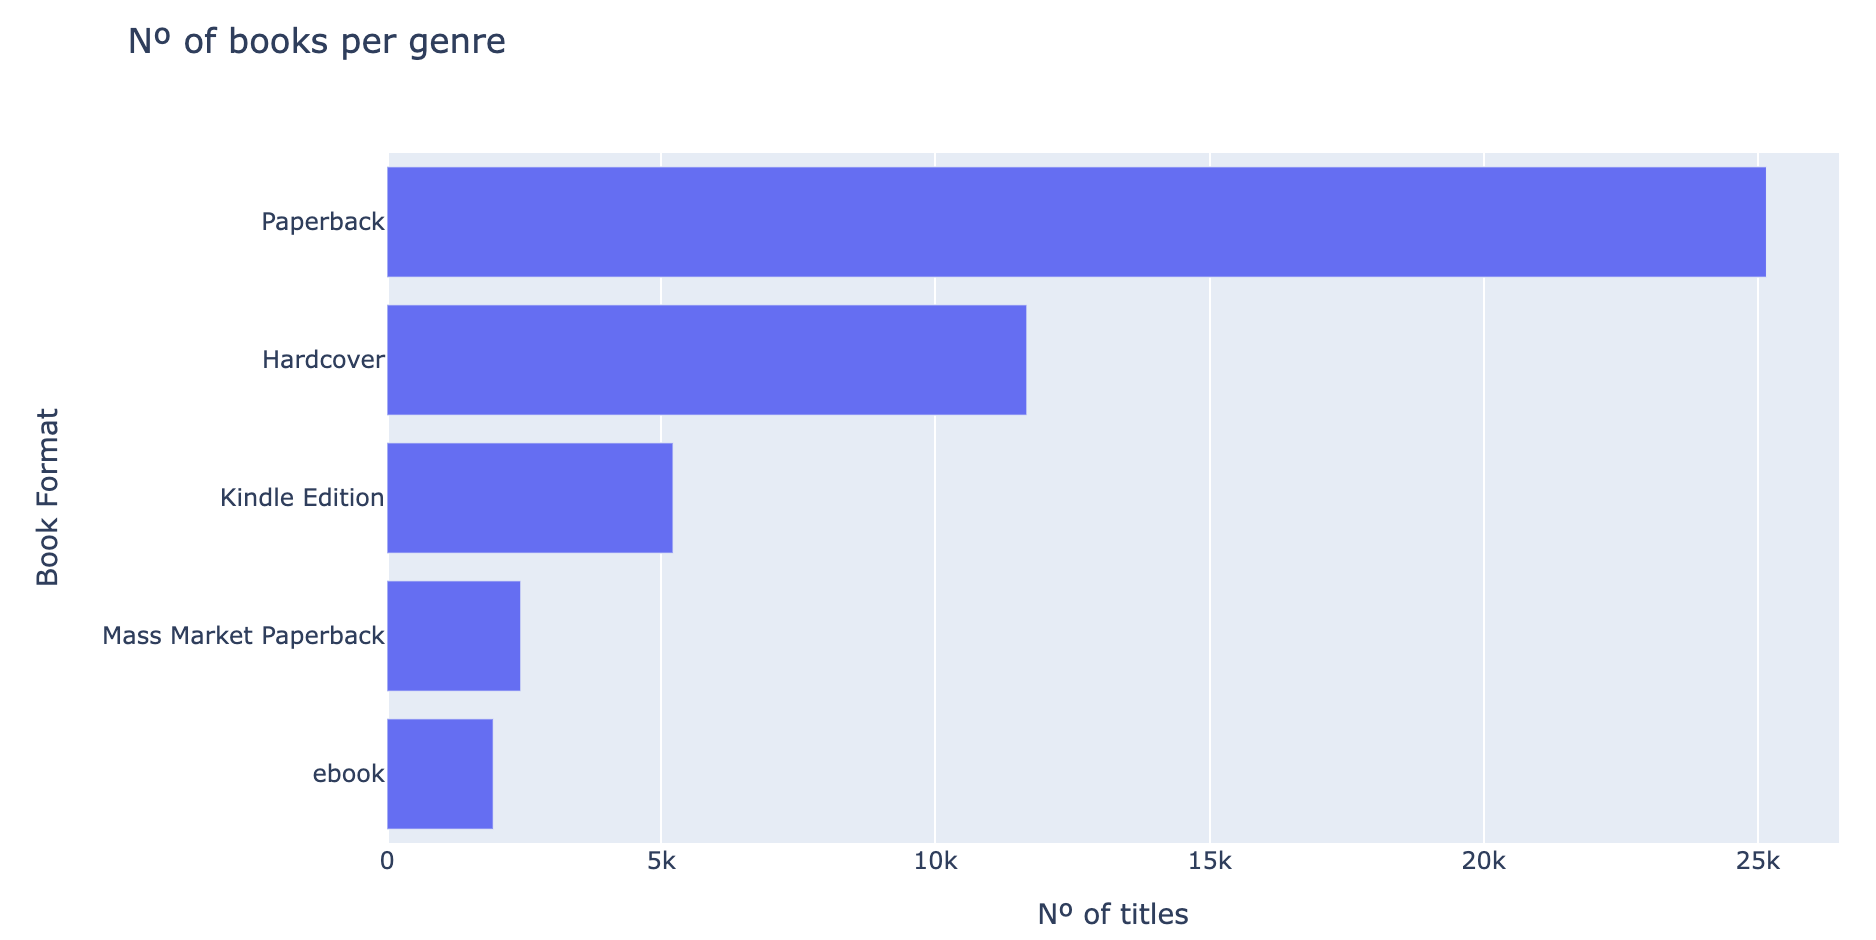 Nº of books per genre
Paperback
Hardcover
Kindle Edition
Mass Market Paperback
ebook
Book Format
0 5k 10k 15k 20k 25k
Nº of titles